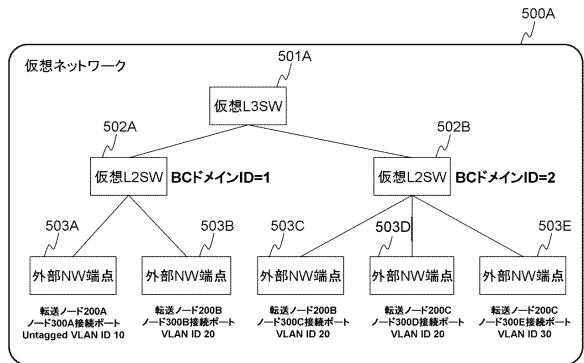 500A
仮想ネットワーク
501A
仮想L3SW
502A
502B
仮想L2SW
BCドメインID=1
仮想L2SW
BCドメインID=2
503A
503B
503C
503D
503E
外部NW端点
外部NW端点
外部NW端点
外部NW端点
外部NW端点
転送ノード200A
ノード300A接続ポート
Untagged VLAN ID 10
転送ノード200B
ノード300B接続ポート
VLAN ID 20
転送ノード200B
ノード300C接続ポート
VLAN ID 20
転送ノード200C
ノード300D接続ポート
VLAN ID 20
転送ノード200C
ノード300E接続ポート
VLAN ID 30